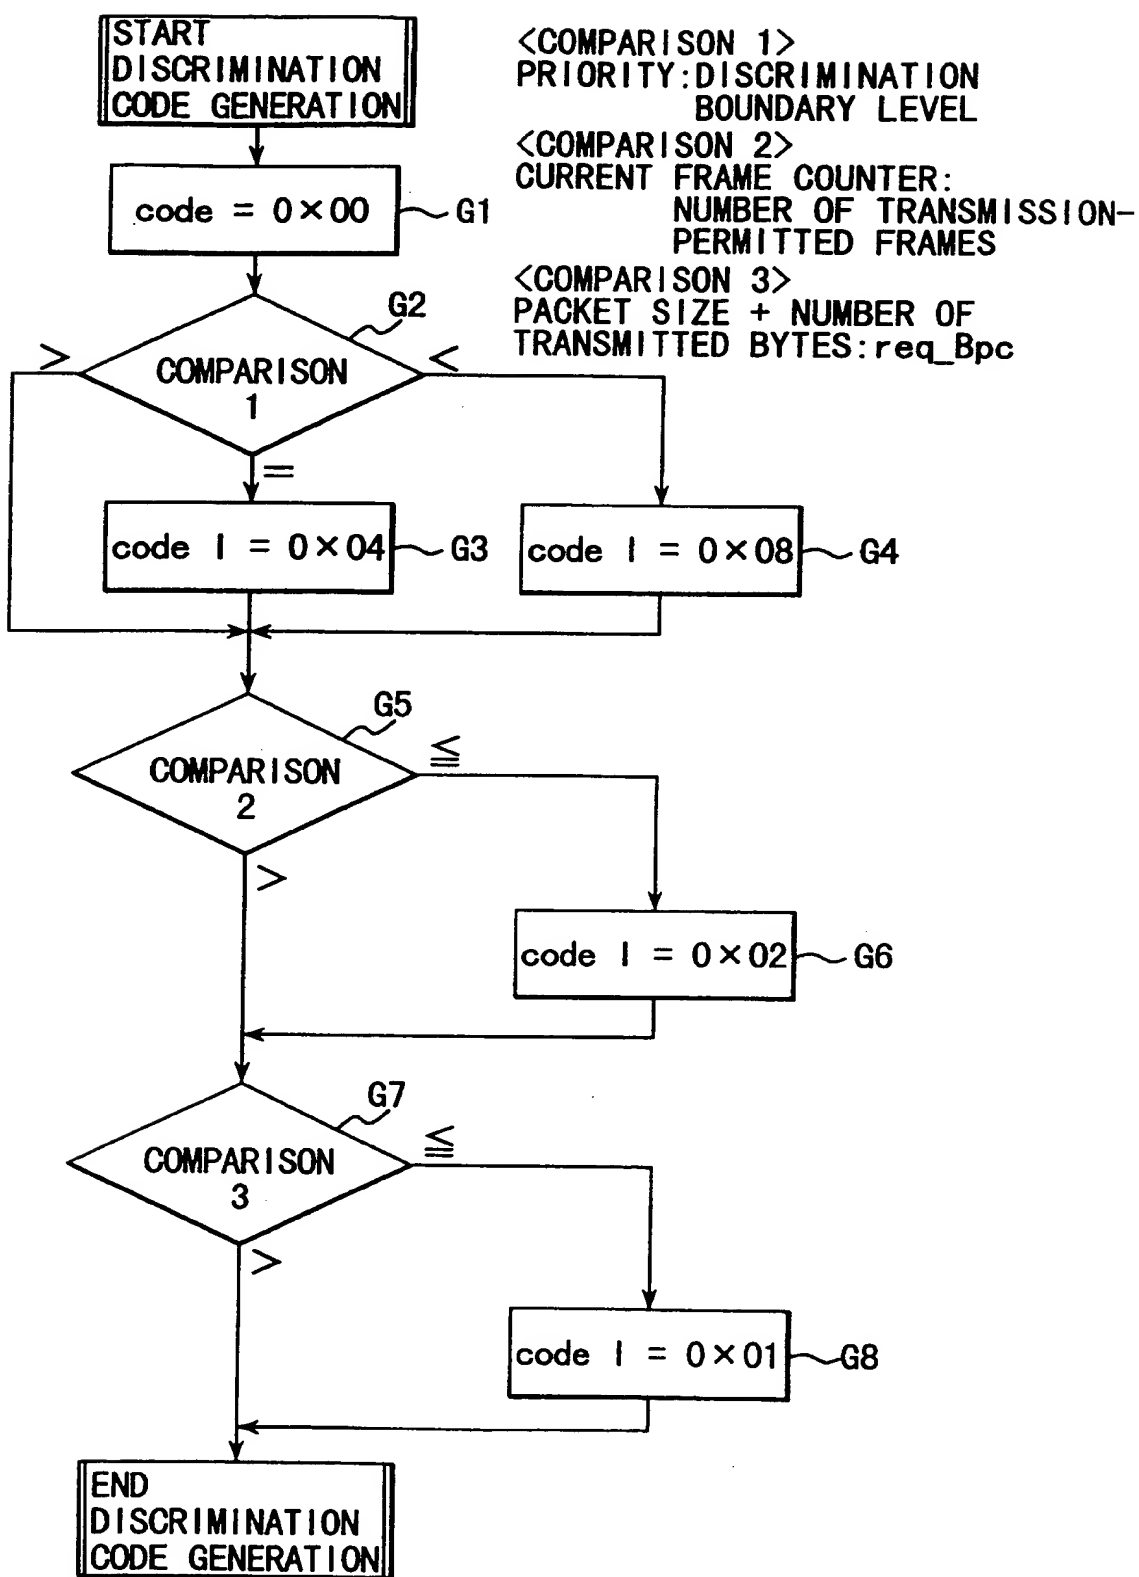 START
DISCRIMINATION
CODE GENERATION
<COMPARISON 1>
PRIORITY:DISCRIMINATION
BOUNDARY LEVEL
<COMPARISON 2>
CURRENT FRAME COUNTER:
NUMBER OF TRANSMISSION-
PERMITTED FRAMES
<COMPARISON 3>
PACKET SIZE + NUMBER OF
TRANSMITTED BYTES:req_Bpc
code = 0×00
G1
G2
>
<
COMPARISON
1
=
code | = 0×04
G3
code | = 0×08
G4
G5
COMPARISON
2
≦
>
code | = 0×02
G6
G7
COMPARISON
3
≦
>
code | = 0×01
G8
END
DISCRIMINATION
CODE GENERATION